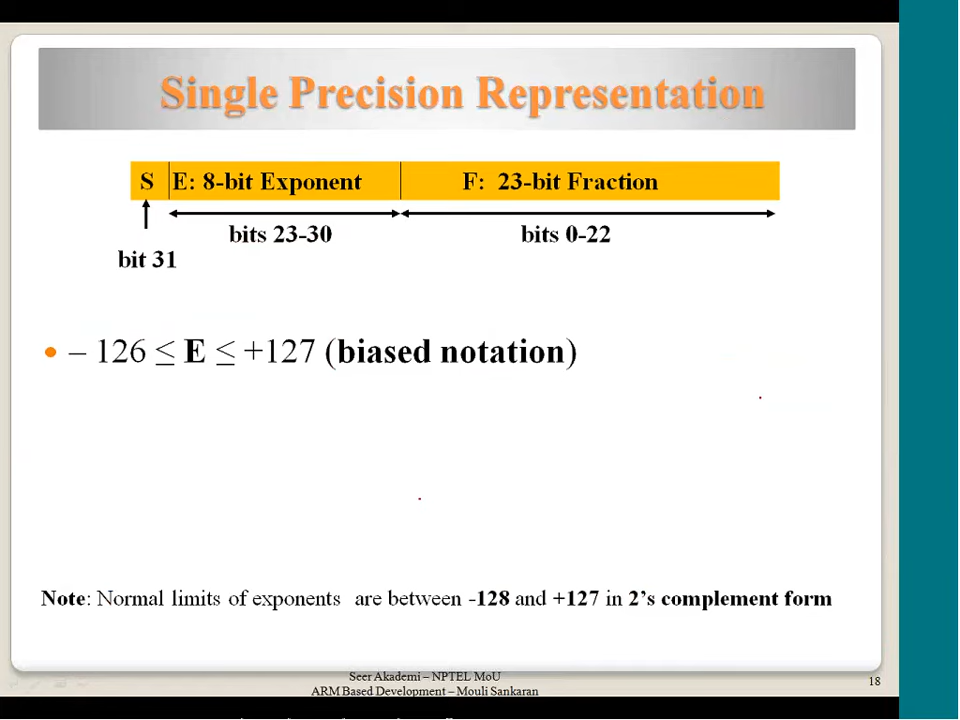 Single Precision Representation
S E: 8-bit Exponent F: 23-bit Fraction
bits 23-30 bits 0-22
bit 31
– 126 ≤ E ≤ +127 (biased notation)
Note: Normal limits of exponents are between -128 and +127 in 2's complement form
Seer Akademi – NPTEL MoU
ARM Based Development – Mouli Sankaran
18